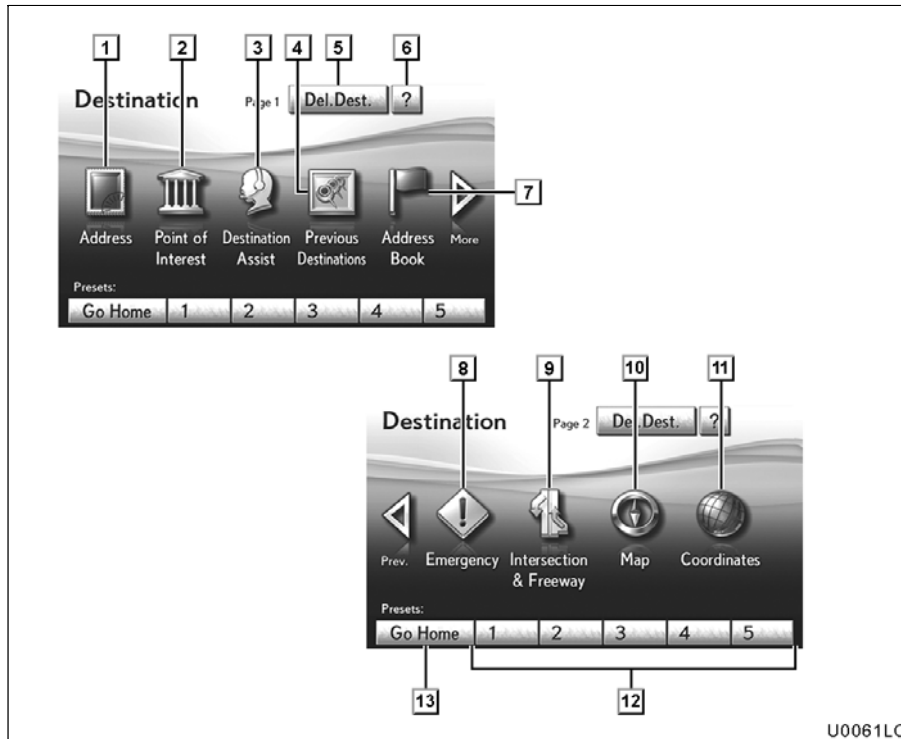 1 2 3 4 5 6
Destination Page 1 Del.Dest. ?
7
Address Point of Interest Destination Assist Previous Destinations Address Book More
Presets:
Go Home 1 2 3 4 5
8 9 10 11
Destination Page 2 Del.Dest. ?
Prev. Emergency Intersection & Freeway Map Coordinates
Presets:
Go Home 1 2 3 4 5
13 12
U0061LC